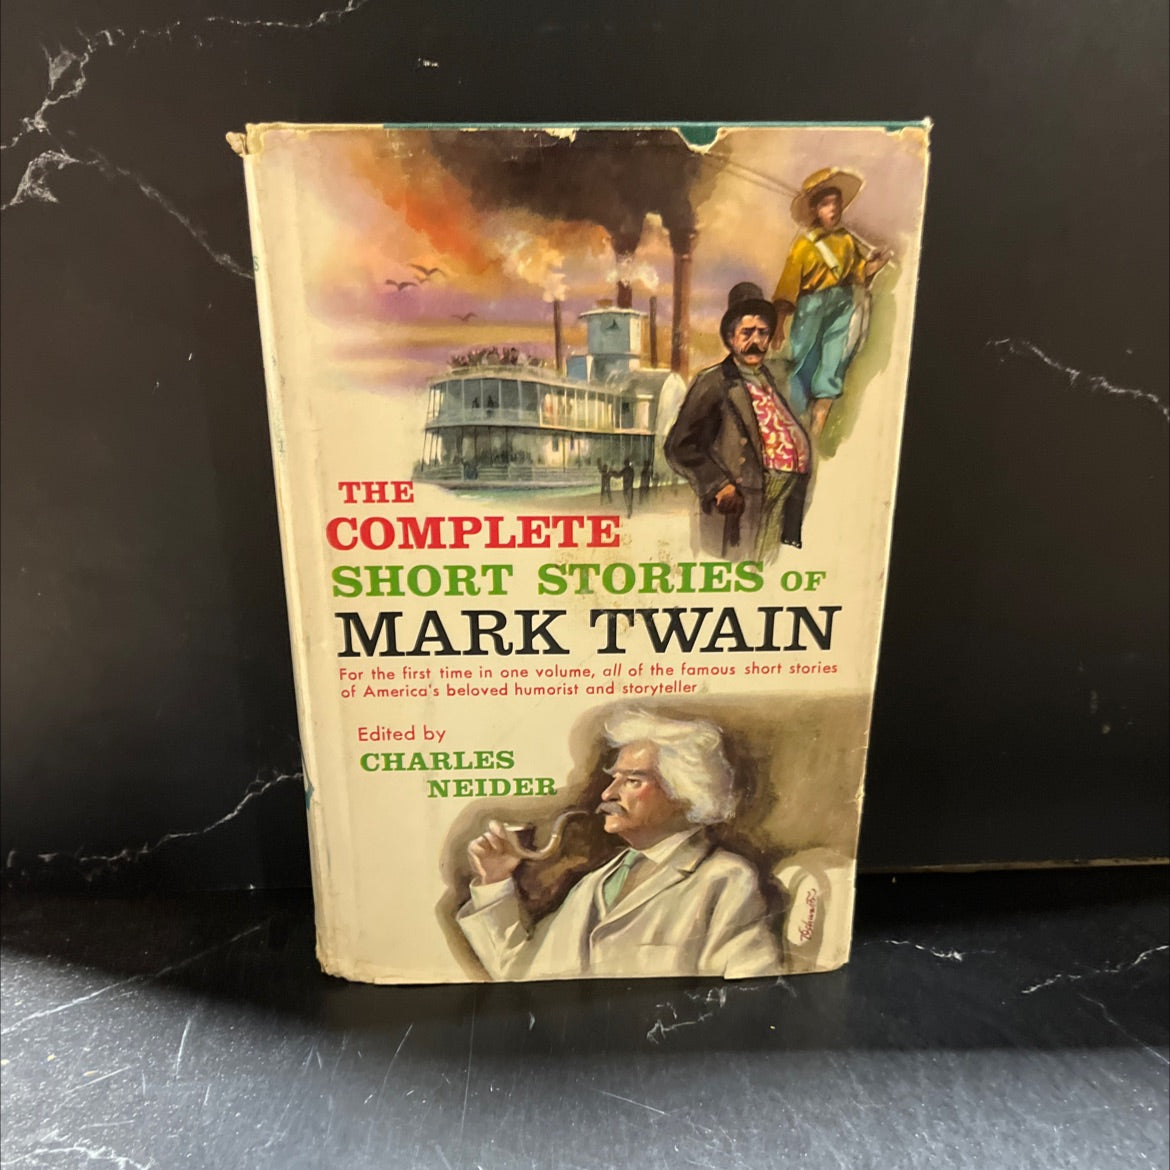 THE
COMPLETE
SHORT STORIES OF
MARK TWAIN
For the first time in one volume, all of the famous short stories
of America's beloved humorist and storyteller
Edited by
CHARLES
NEIDER